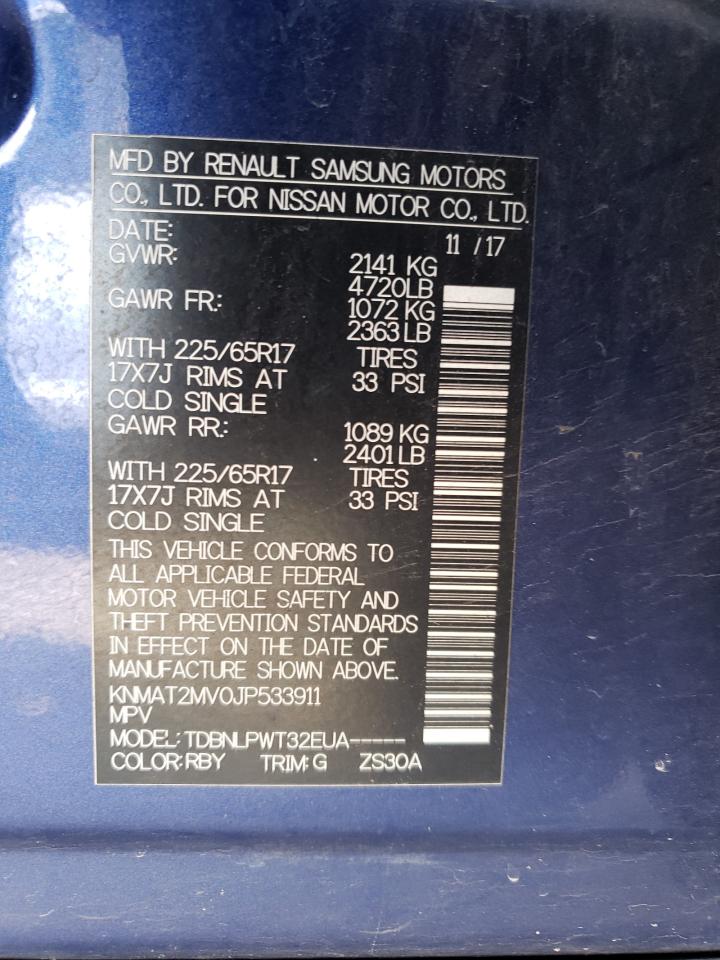 MFD BY RENAULT SAMSUNG MOTORS
CO., LTD. FOR NISSAN MOTOR CO., LTD.
DATE: 11 / 17
GVWR: 2141 KG
4720LB
GAWR FR: 1072 KG
2363 LB
WITH 225/65R17 TIRES
17X7J RIMS AT 33 PSI
COLD SINGLE
GAWR RR: 1089 KG
2401 LB
WITH 225/65R17 TIRES
17X7J RIMS AT 33 PSI
COLD SINGLE
THIS VEHICLE CONFORMS TO
ALL APPLICABLE FEDERAL
MOTOR VEHICLE SAFETY AND
THEFT PREVENTION STANDARDS
IN EFFECT ON THE DATE OF
MANUFACTURE SHOWN ABOVE.
KNMAT2MV0JP533911
MPV
MODEL: TDBNLPWT32EUA-----
COLOR: RBY TRIM: G ZS30A